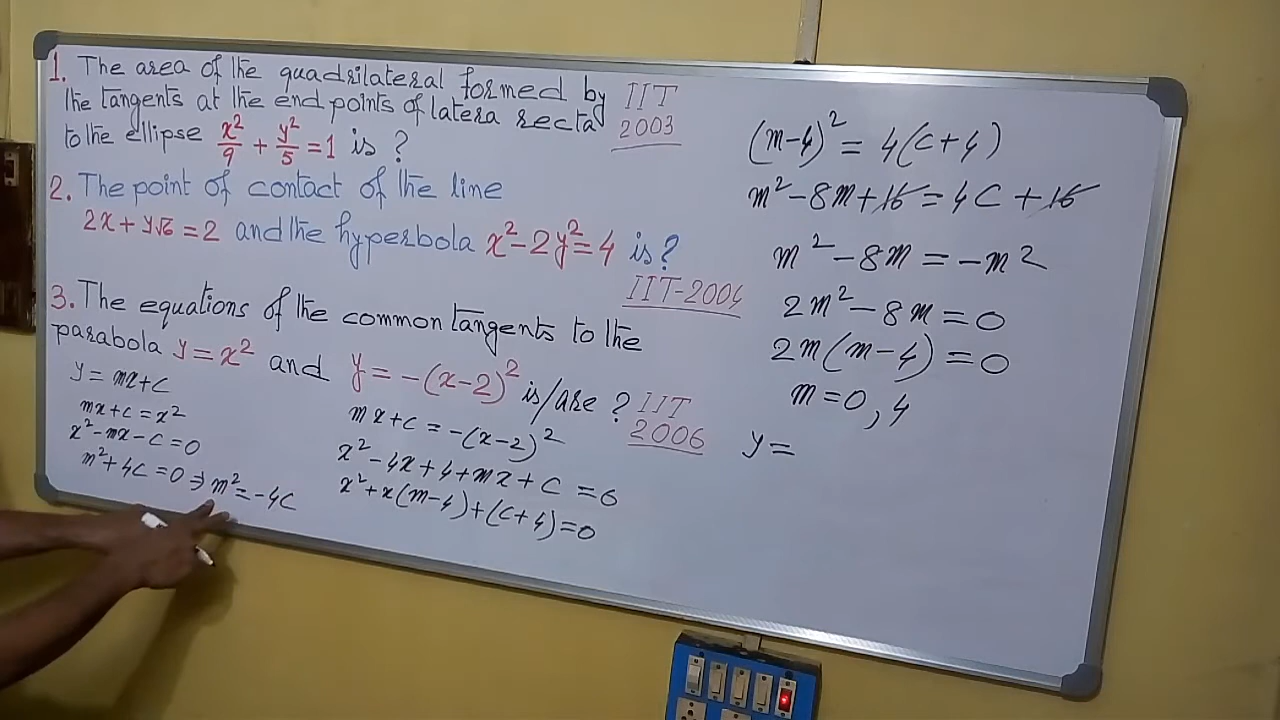 1. The area of the quadrilateral formed by
the tangents at the end points of latera recta
to the ellipse x²/9 + y²/5 = 1 is ?
IIT
2003
2. The point of contact of the line
2x + y√6 = 2 and the hyperbola x² - 2y² = 4 is ?
IIT-2004
3. The equations of the common tangents to the
parabola y = x² and y = -(x-2)² is/are ?
IIT
2006
y = mx + c
mx + c = x²
x² - mx - c = 0
m² + 4c = 0 ⇒ m² = -4c
mx + c = -(x-2)²
x² - 4x + 4 + mx + c = 0
x² + x(m-4) + (c+4) = 0
(m-4)² = 4(c+4)
m² - 8m + 16 = 4c + 16
m² - 8m = -m²
2m² - 8m = 0
2m(m-4) = 0
m = 0, 4
y =